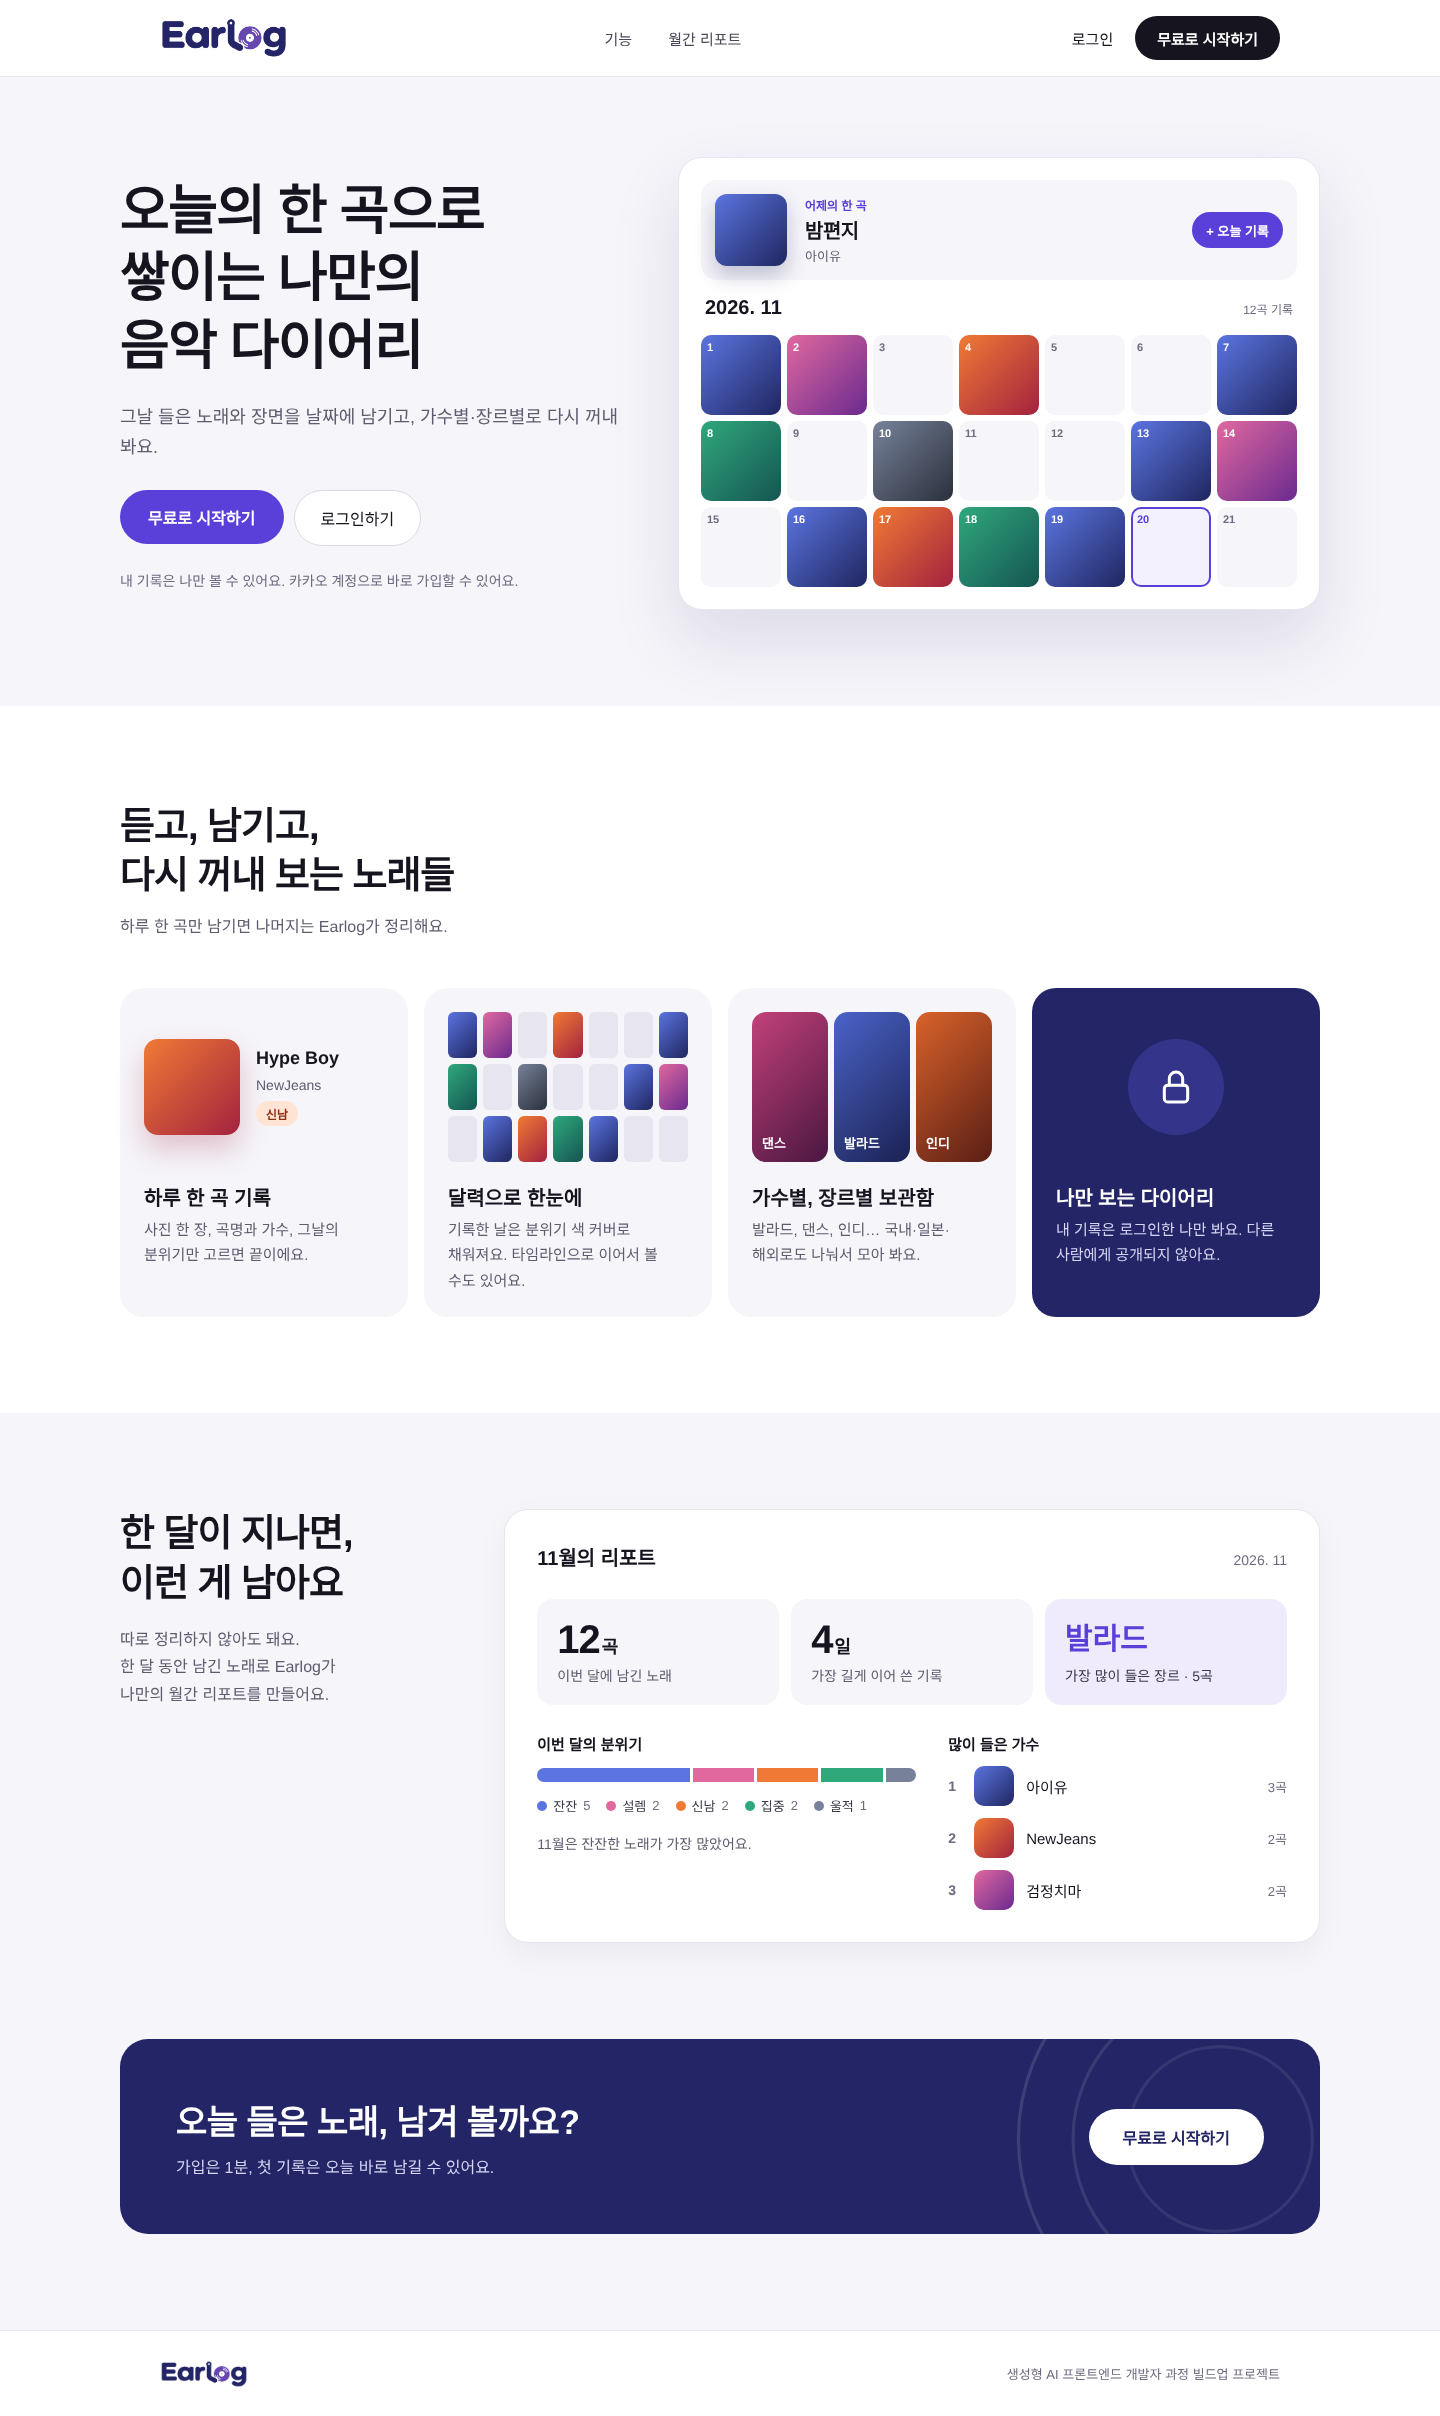 Earlog
기능
월간 리포트
로그인
무료로 시작하기
오늘의 한 곡으로
쌓이는 나만의
음악 다이어리
그날 들은 노래와 장면을 날짜에 남기고, 가수별·장르별로 다시 꺼내
봐요.
무료로 시작하기
로그인하기
내 기록은 나만 볼 수 있어요. 카카오 계정으로 바로 가입할 수 있어요.
어제의 한 곡
밤편지
아이유
+ 오늘 기록
2026. 11
12곡 기록
1 2 3 4 5 6 7
8 9 10 11 12 13 14
15 16 17 18 19 20 21
듣고, 남기고,
다시 꺼내 보는 노래들
하루 한 곡만 남기면 나머지는 Earlog가 정리해요.
Hype Boy
NewJeans
신남
하루 한 곡 기록
사진 한 장, 곡명과 가수, 그날의
분위기만 고르면 끝이에요.
달력으로 한눈에
기록한 날은 분위기 색 커버로
채워져요. 타임라인으로 이어서 볼
수도 있어요.
댄스
발라드
인디
가수별, 장르별 보관함
발라드, 댄스, 인디… 국내·일본·
해외로도 나눠서 모아 봐요.
나만 보는 다이어리
내 기록은 로그인한 나만 봐요. 다른
사람에게 공개되지 않아요.
한 달이 지나면,
이런 게 남아요
따로 정리하지 않아도 돼요.
한 달 동안 남긴 노래로 Earlog가
나만의 월간 리포트를 만들어요.
11월의 리포트
2026. 11
12곡
이번 달에 남긴 노래
4일
가장 길게 이어 쓴 기록
발라드
가장 많이 들은 장르 · 5곡
이번 달의 분위기
잔잔 5 설렘 2 신남 2 집중 2 울적 1
11월은 잔잔한 노래가 가장 많았어요.
많이 들은 가수
1 아이유 3곡
2 NewJeans 2곡
3 검정치마 2곡
오늘 들은 노래, 남겨 볼까요?
가입은 1분, 첫 기록은 오늘 바로 남길 수 있어요.
무료로 시작하기
Earlog
생성형 AI 프론트엔드 개발자 과정 빌드업 프로젝트